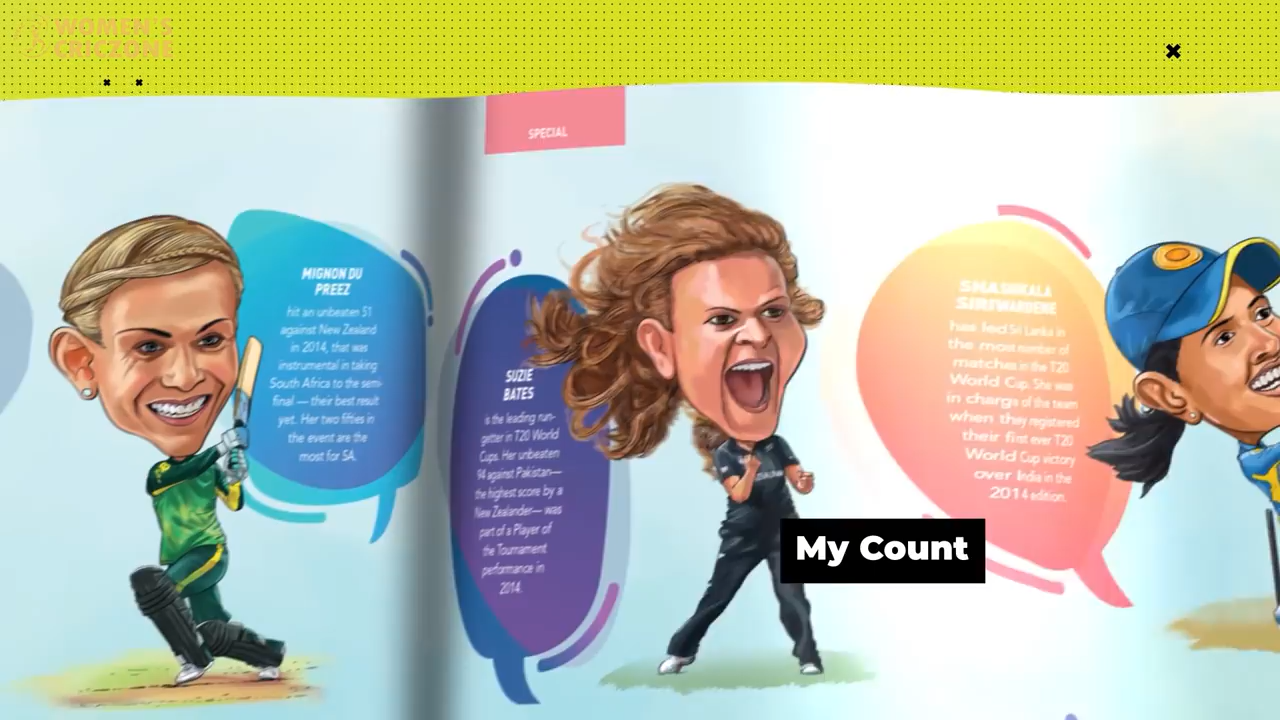 WOMEN'S
CRICZONE
SPECIAL
MIGNON DU
PREEZ
hit an unbeaten 51
against New Zealand
in 2014, that was
instrumental in taking
South Africa to the semi-
final — their best result
yet. Her two fifties in
the event are the
most for SA.
SUZIE
BATES
is the leading run-
getter in T20 World
Cups. Her unbeaten
94 against Pakistan—
the highest score by a
New Zealander— was
part of a Player of
the Tournament
performance in
2014.
SHASHIKALA
SIRIWARDENE
has led Sri Lanka in
the most number of
matches in the T20
World Cup. She was
in charge of the team
when they registered
their first ever T20
World Cup victory
over India in the
2014 edition.
My Count